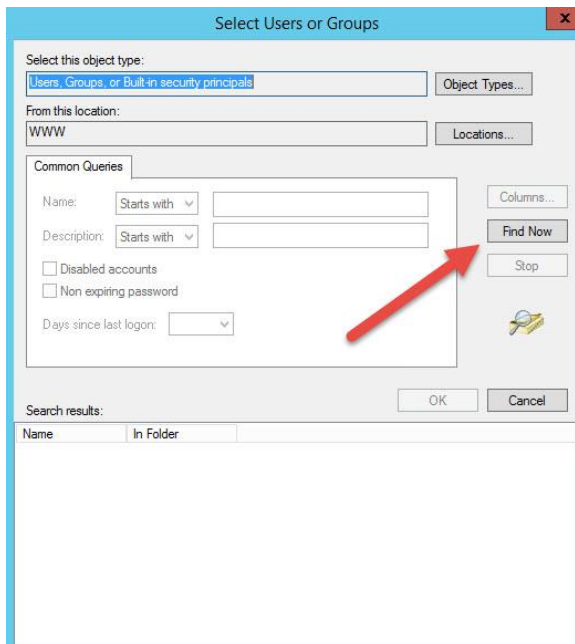 Select Users or Groups
x
Select this object type:
Users, Groups, or Built-in security principals
Object Types...
From this location:
WWW
Locations...
Common Queries
Name:
Starts with
Columns...
Description:
Starts with
Find Now
Disabled accounts
Stop
Non expiring password
Days since last logon:
OK
Cancel
Search results:
Name
In Folder